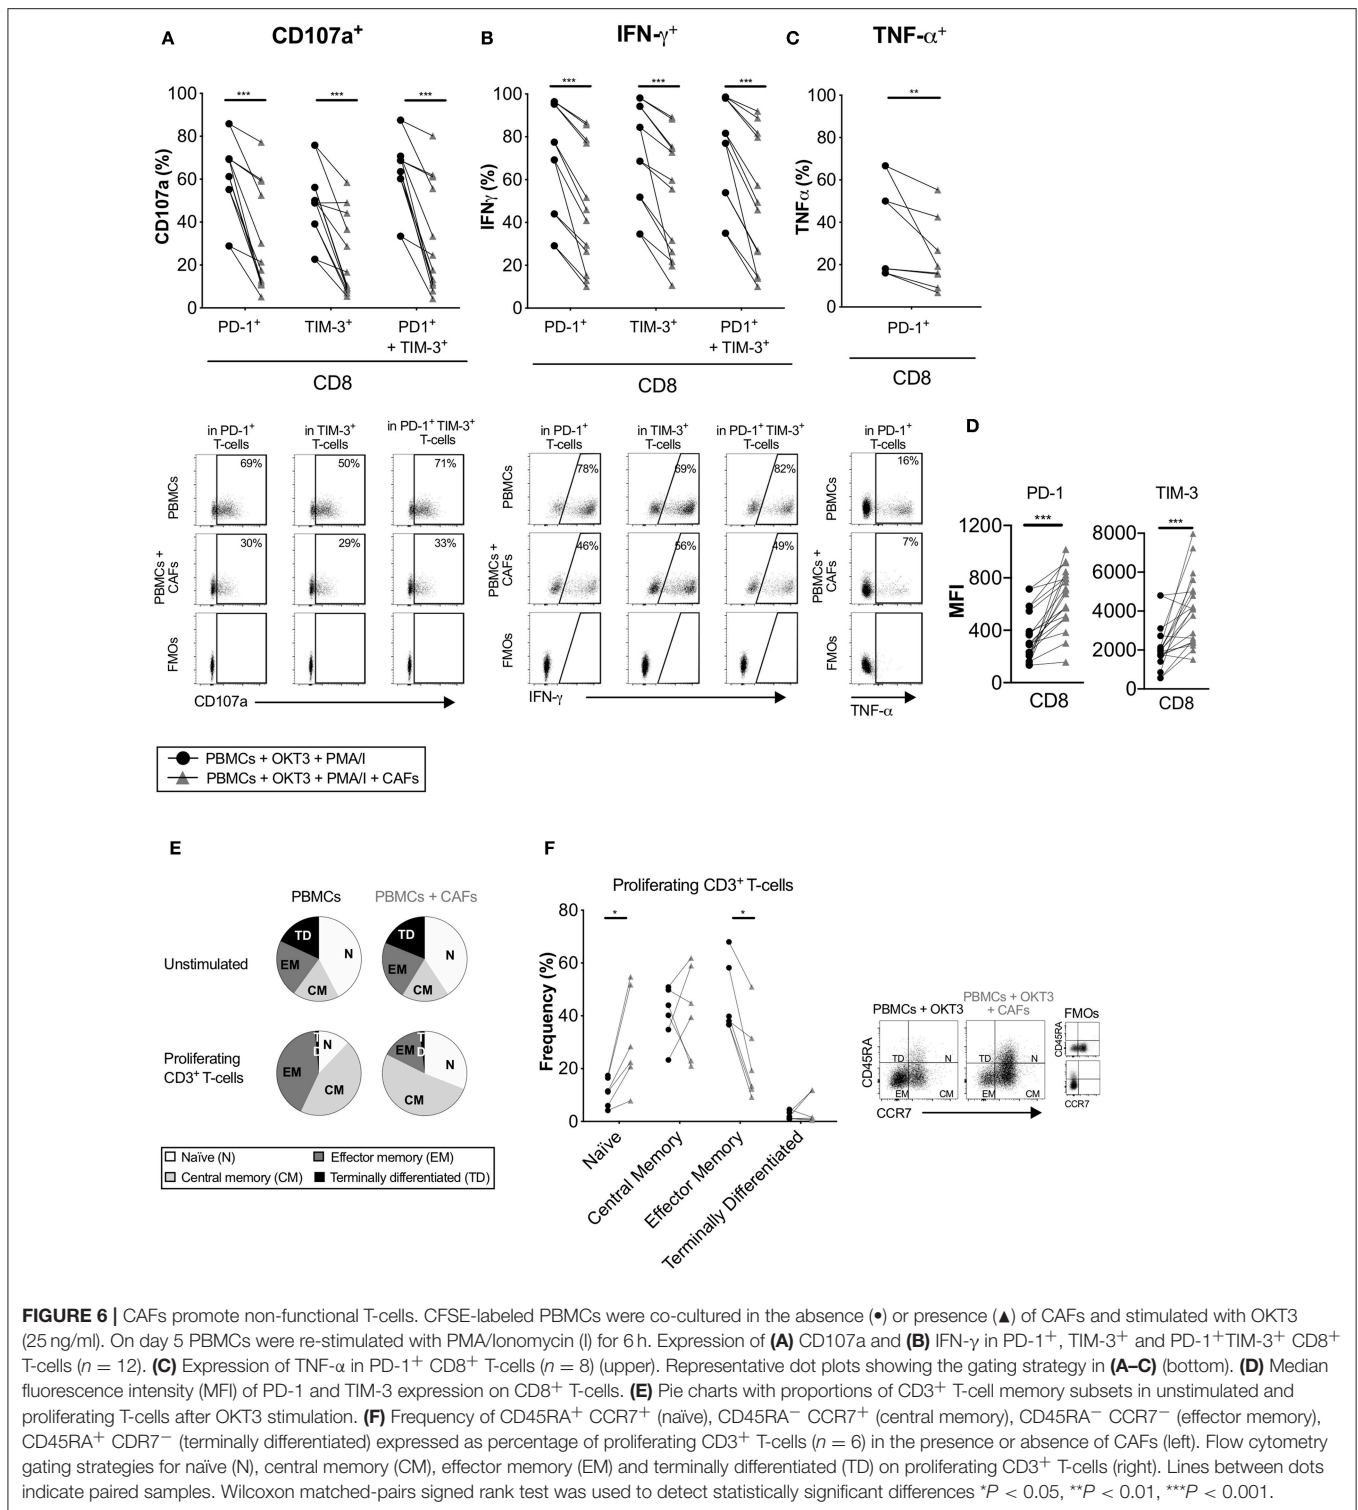 A CD107a⁺ B IFN-γ⁺ C TNF-α⁺
*** *** *** *** *** *** **
CD107a (%)
100
80
60
40
20
0
IFNγ (%)
100
80
60
40
20
0
TNFα (%)
100
80
60
40
20
0
PD-1⁺ TIM-3⁺ PD1⁺ + TIM-3⁺
CD8
PD-1⁺ TIM-3⁺ PD1⁺ + TIM-3⁺
CD8
PD-1⁺
CD8
in PD-1⁺ T-cells
in TIM-3⁺ T-cells
in PD-1⁺ TIM-3⁺ T-cells
PBMCs
69% 50% 71%
PBMCs + CAFs
30% 29% 33%
FMOs
CD107a
in PD-1⁺ T-cells
in TIM-3⁺ T-cells
in PD-1⁺ TIM-3⁺ T-cells
PBMCs
78% 89% 82%
PBMCs + CAFs
46% 56% 49%
FMOs
IFN-γ
in PD-1⁺ T-cells
PBMCs
16%
PBMCs + CAFs
7%
FMOs
TNF-α
D
PD-1
***
MFI
1200
800
400
0
CD8
TIM-3
***
8000
6000
4000
2000
0
CD8
PBMCs + OKT3 + PMA/I
PBMCs + OKT3 + PMA/I + CAFs
E
PBMCs PBMCs + CAFs
Unstimulated
TD N EM CM
TD N EM CM
Proliferating
CD3⁺ T-cells
TD N EM CM
TD N EM CM
Naïve (N) Effector memory (EM)
Central memory (CM) Terminally differentiated (TD)
F
Proliferating CD3⁺ T-cells
* *
Frequency (%)
80
60
40
20
0
Naïve
Central Memory
Effector Memory
Terminally Differentiated
PBMCs + OKT3
PBMCs + OKT3
+ CAFs
FMOs
CD45RA
TD N
EM CM
TD N
EM CM
CCR7
CD45RA
CCR7
FIGURE 6 | CAFs promote non-functional T-cells. CFSE-labeled PBMCs were co-cultured in the absence (●) or presence (▲) of CAFs and stimulated with OKT3
(25 ng/ml). On day 5 PBMCs were re-stimulated with PMA/Ionomycin (I) for 6 h. Expression of (A) CD107a and (B) IFN-γ in PD-1⁺, TIM-3⁺ and PD-1⁺TIM-3⁺ CD8⁺
T-cells (n = 12). (C) Expression of TNF-α in PD-1⁺ CD8⁺ T-cells (n = 8) (upper). Representative dot plots showing the gating strategy in (A–C) (bottom). (D) Median
fluorescence intensity (MFI) of PD-1 and TIM-3 expression on CD8⁺ T-cells. (E) Pie charts with proportions of CD3⁺ T-cell memory subsets in unstimulated and
proliferating T-cells after OKT3 stimulation. (F) Frequency of CD45RA⁺ CCR7⁺ (naïve), CD45RA⁻ CCR7⁺ (central memory), CD45RA⁻ CCR7⁻ (effector memory),
CD45RA⁺ CDR7⁻ (terminally differentiated) expressed as percentage of proliferating CD3⁺ T-cells (n = 6) in the presence or absence of CAFs (left). Flow cytometry
gating strategies for naïve (N), central memory (CM), effector memory (EM) and terminally differentiated (TD) on proliferating CD3⁺ T-cells (right). Lines between dots
indicate paired samples. Wilcoxon matched-pairs signed rank test was used to detect statistically significant differences *P < 0.05, **P < 0.01, ***P < 0.001.